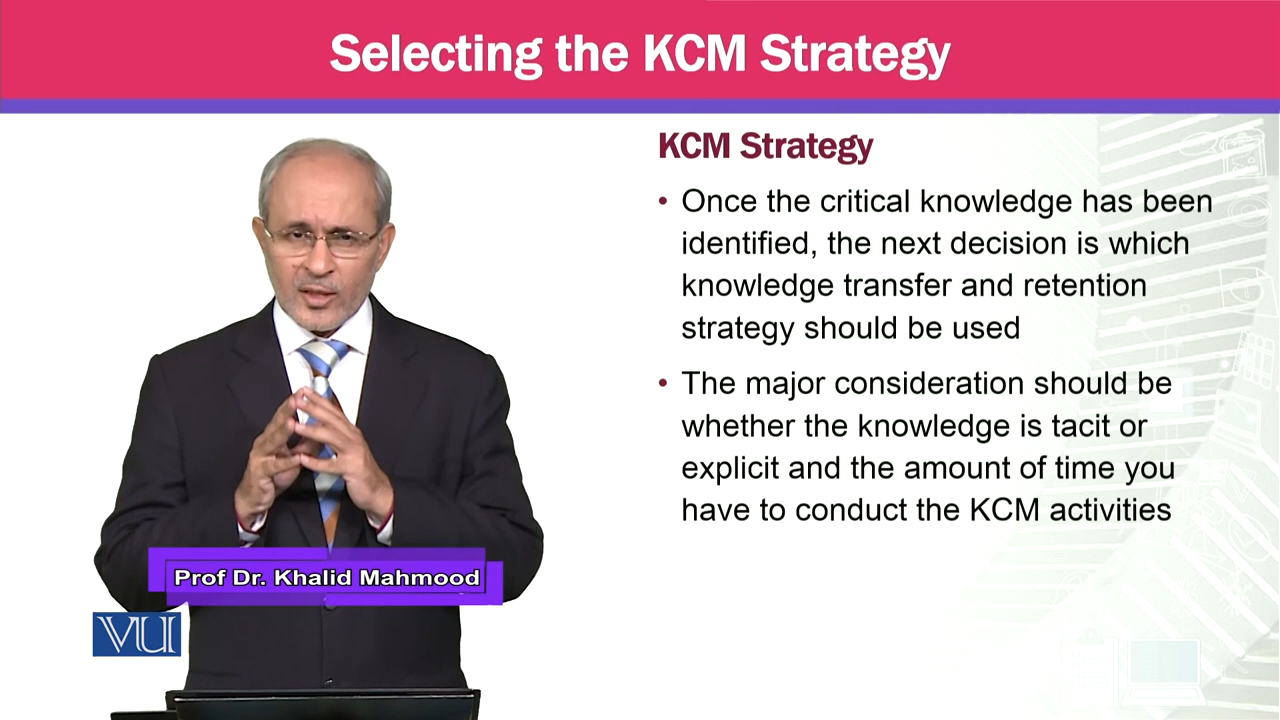 Selecting the KCM Strategy
KCM Strategy
• Once the critical knowledge has been
identified, the next decision is which
knowledge transfer and retention
strategy should be used
• The major consideration should be
whether the knowledge is tacit or
explicit and the amount of time you
have to conduct the KCM activities
Prof Dr. Khalid Mahmood
VU